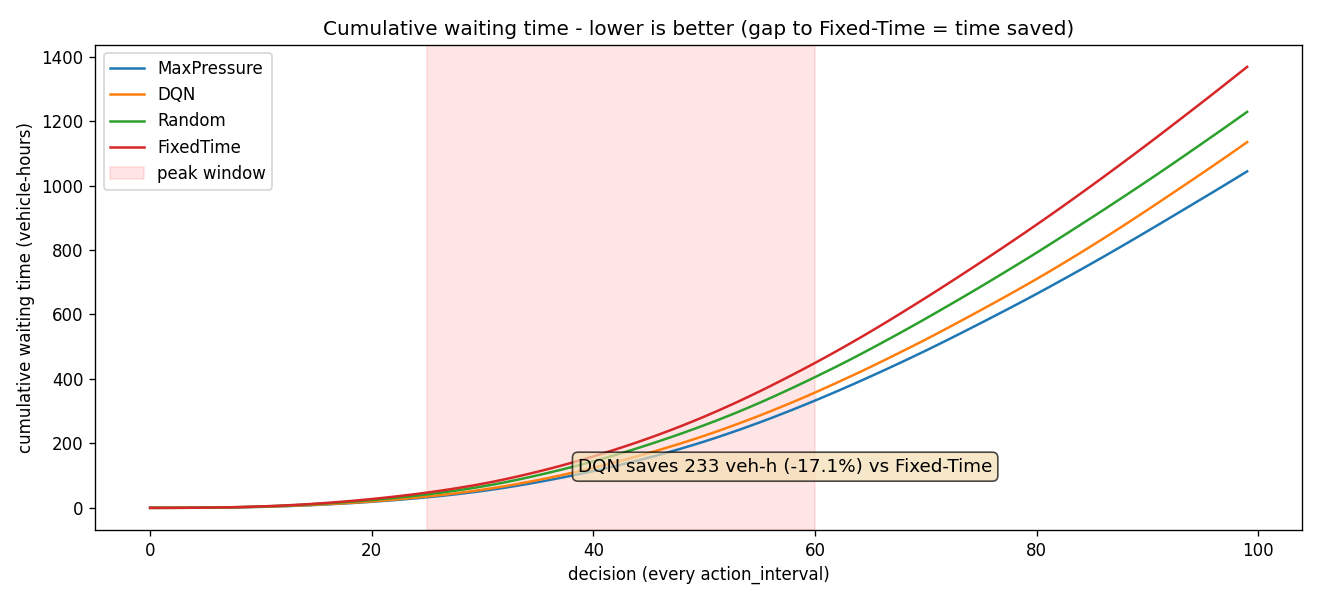 Cumulative waiting time - lower is better (gap to Fixed-Time = time saved)
cumulative waiting time (vehicle-hours)
1400
1200
1000
800
600
400
200
0
MaxPressure
DQN
Random
FixedTime
peak window
DQN saves 233 veh-h (-17.1%) vs Fixed-Time
0 20 40 60 80 100
decision (every action_interval)